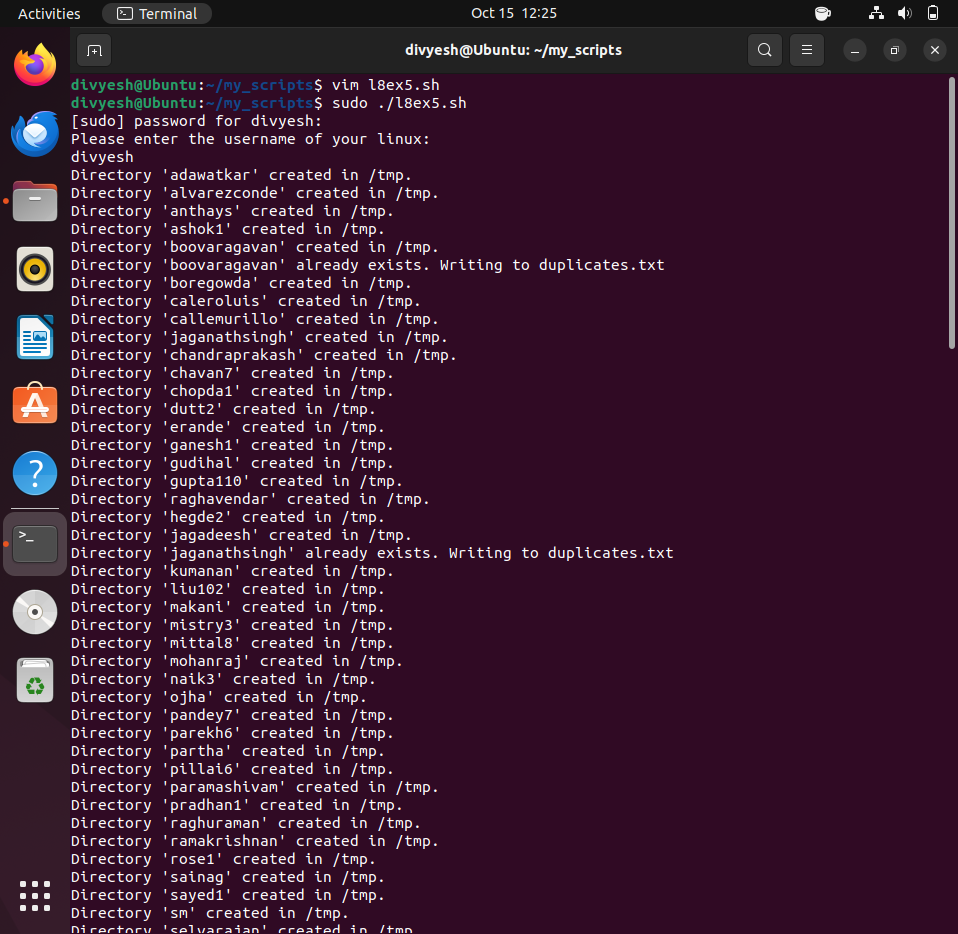 Activities
Terminal
Oct 15 12:25
divyesh@Ubuntu: ~/my_scripts
divyesh@Ubuntu:~/my_scripts$ vim l8ex5.sh
divyesh@Ubuntu:~/my_scripts$ sudo ./l8ex5.sh
[sudo] password for divyesh:
Please enter the username of your linux:
divyesh
Directory 'adawatkar' created in /tmp.
Directory 'alvarezconde' created in /tmp.
Directory 'anthays' created in /tmp.
Directory 'ashok1' created in /tmp.
Directory 'boovaragavan' created in /tmp.
Directory 'boovaragavan' already exists. Writing to duplicates.txt
Directory 'boregowda' created in /tmp.
Directory 'caleroluis' created in /tmp.
Directory 'callemurillo' created in /tmp.
Directory 'jaganathsingh' created in /tmp.
Directory 'chandraprakash' created in /tmp.
Directory 'chavan7' created in /tmp.
Directory 'chopda1' created in /tmp.
Directory 'dutt2' created in /tmp.
Directory 'erande' created in /tmp.
Directory 'ganesh1' created in /tmp.
Directory 'gudihal' created in /tmp.
Directory 'gupta110' created in /tmp.
Directory 'raghavendar' created in /tmp.
Directory 'hegde2' created in /tmp.
Directory 'jagadeesh' created in /tmp.
Directory 'jaganathsingh' already exists. Writing to duplicates.txt
Directory 'kumanan' created in /tmp.
Directory 'liu102' created in /tmp.
Directory 'makani' created in /tmp.
Directory 'mistry3' created in /tmp.
Directory 'mittal8' created in /tmp.
Directory 'mohanraj' created in /tmp.
Directory 'naik3' created in /tmp.
Directory 'ojha' created in /tmp.
Directory 'pandey7' created in /tmp.
Directory 'parekh6' created in /tmp.
Directory 'partha' created in /tmp.
Directory 'pillai6' created in /tmp.
Directory 'paramashivam' created in /tmp.
Directory 'pradhan1' created in /tmp.
Directory 'raghuraman' created in /tmp.
Directory 'ramakrishnan' created in /tmp.
Directory 'rose1' created in /tmp.
Directory 'sainag' created in /tmp.
Directory 'sayed1' created in /tmp.
Directory 'sm' created in /tmp.
Directory 'selvarajan' created in /tmp.